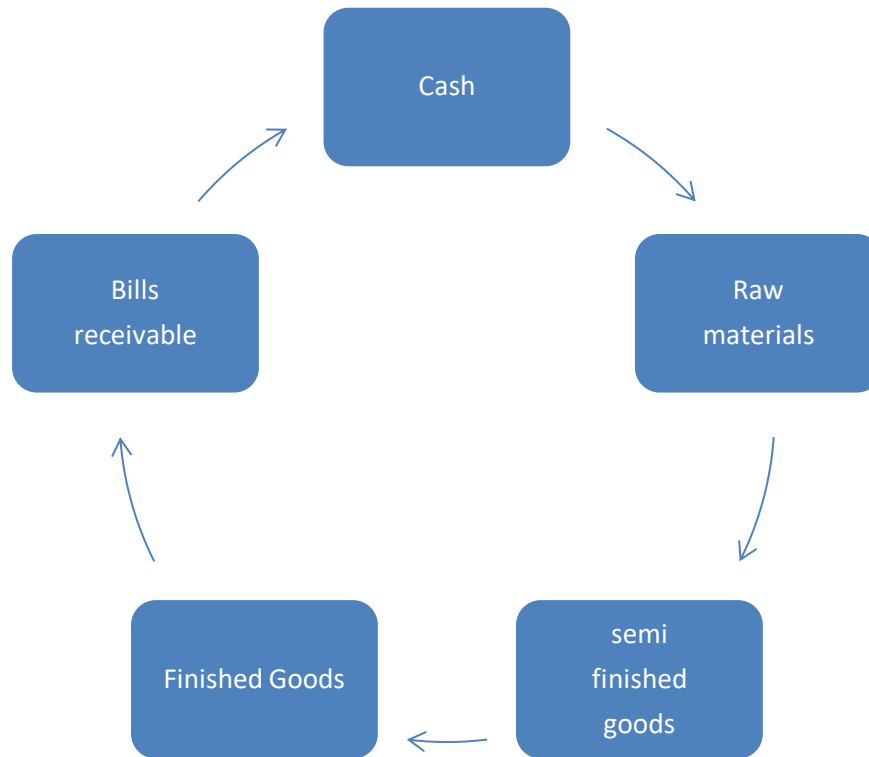 Cash
Raw
materials
semi
finished
goods
Finished Goods
Bills
receivable